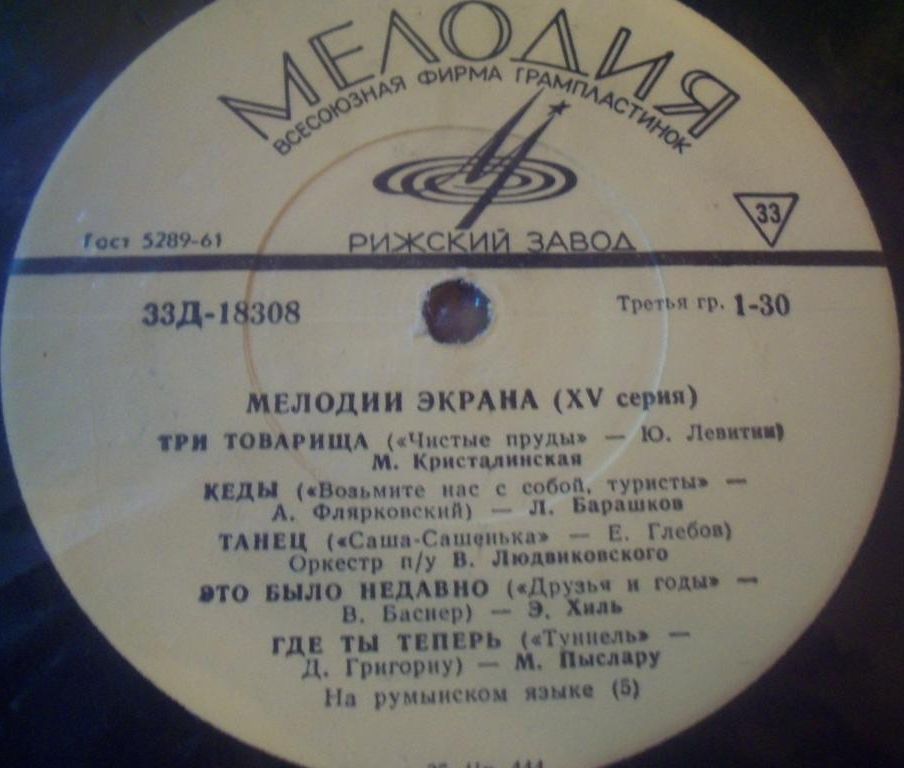 МЕЛОДИЯ
ВСЕСОЮЗНАЯ ФИРМА ГРАМПЛАСТИНОК
33
Гост 5289-61
РИЖСКИЙ ЗАВОД
33Д-18308
Третья гр. 1-30
МЕЛОДИИ ЭКРАНА (XV серия)
ТРИ ТОВАРИЩА («Чистые пруды» — Ю. Левитин)
М. Кристалинская
КЕДЫ («Возьмите нас с собой, туристы» —
А. Флярковский) — Л. Барашков
ТАНЕЦ («Саша-Сашенька» — Е. Глебов)
Оркестр п/у В. Людвиковского
ЭТО БЫЛО НЕДАВНО («Друзья и годы» —
В. Баснер) — Э. Хиль
ГДЕ ТЫ ТЕПЕРЬ («Туннель» —
Д. Григориу) — М. Пыслару
На румынском языке (5)